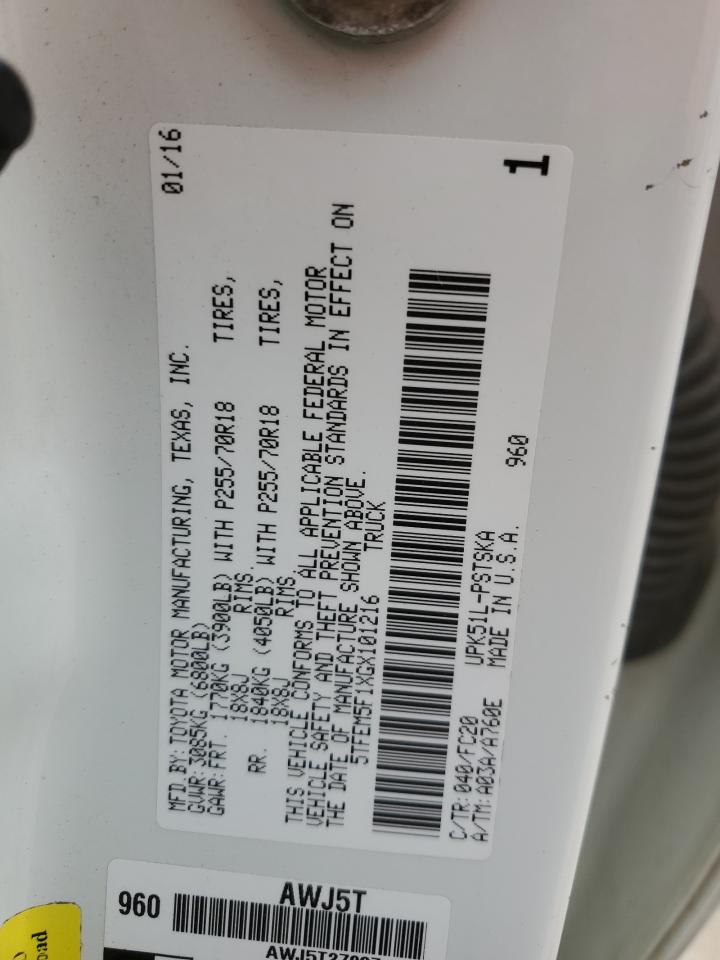 MFD.BY:TOYOTA MOTOR MANUFACTURING, TEXAS, INC. 01/16
GVWR:3085KG (6800LB)
GAWR:FRT. 1770KG (3900LB) WITH P255/70R18 TIRES,
18X8J RIMS.
RR. 1840KG (4050LB) WITH P255/70R18 TIRES,
18X8J RIMS.
THIS VEHICLE CONFORMS TO ALL APPLICABLE FEDERAL MOTOR
VEHICLE SAFETY AND THEFT PREVENTION STANDARDS IN EFFECT ON
THE DATE OF MANUFACTURE SHOWN ABOVE.
5TFEM5F1XGX101216 TRUCK
C/TR:040/FC20 UPK51L-PSTSKA 960
A/TM:A03A/A760E MADE IN U.S.A.
1
AWJ5T
960
oad